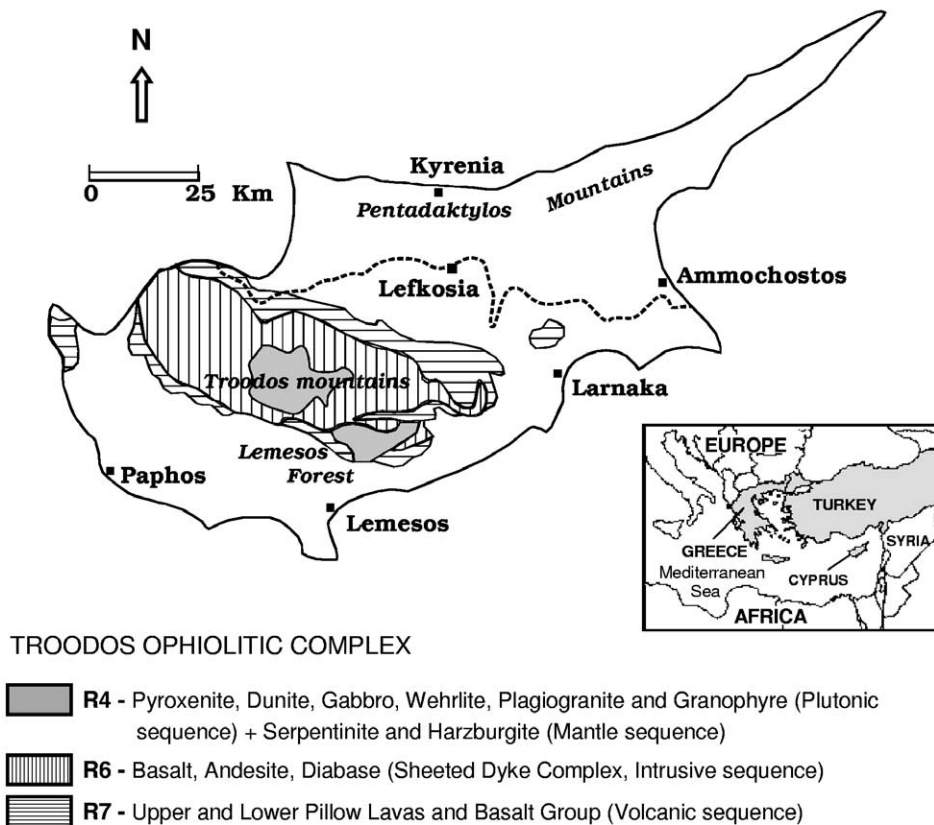 N
0 25 Km
Kyrenia
Pentadaktylos
Mountains
Lefkosia
Ammochostos
Larnaka
Troodos mountains
Lemesos
Forest
Paphos
Lemesos
EUROPE
TURKEY
GREECE
SYRIA
Mediterranean
Sea
CYPRUS
AFRICA
TROODOS OPHIOLITIC COMPLEX
R4 - Pyroxenite, Dunite, Gabbro, Wehrlite, Plagiogranite and Granophyre (Plutonic
sequence) + Serpentinite and Harzburgite (Mantle sequence)
R6 - Basalt, Andesite, Diabase (Sheeted Dyke Complex, Intrusive sequence)
R7 - Upper and Lower Pillow Lavas and Basalt Group (Volcanic sequence)